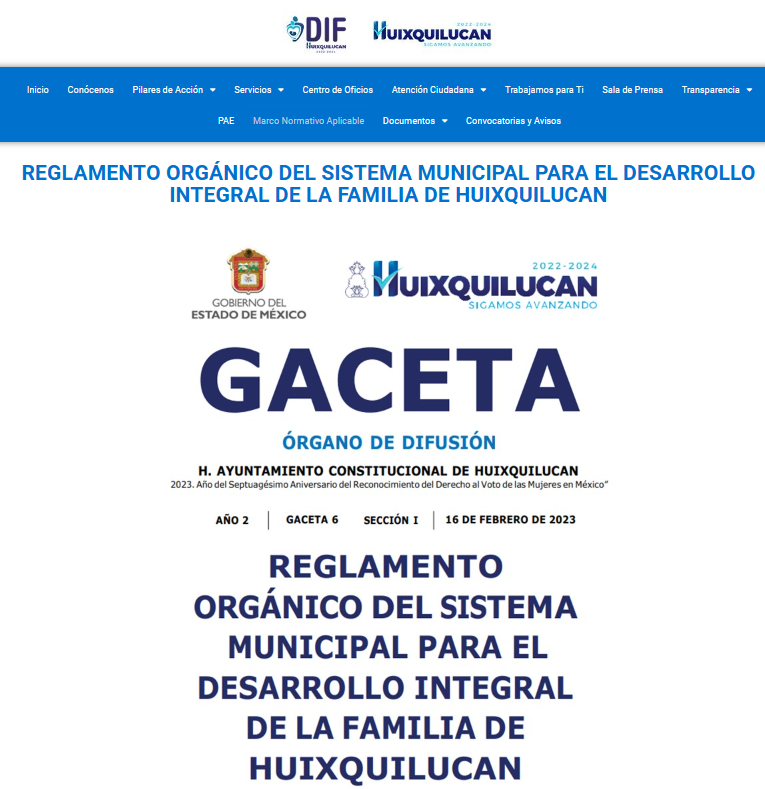 DIF
HUIXQUILUCAN
2022-2024
HUIXQUILUCAN
SIGAMOS AVANZANDO
Inicio Conócenos Pilares de Acción Servicios Centro de Oficios Atención Ciudadana Trabajamos para Ti Sala de Prensa Transparencia
PAE Marco Normativo Aplicable Documentos Convocatorias y Avisos
REGLAMENTO ORGÁNICO DEL SISTEMA MUNICIPAL PARA EL DESARROLLO
INTEGRAL DE LA FAMILIA DE HUIXQUILUCAN
GOBIERNO DEL
ESTADO DE MÉXICO
2022-2024
HUIXQUILUCAN
SIGAMOS AVANZANDO
GACETA
ÓRGANO DE DIFUSIÓN
H. AYUNTAMIENTO CONSTITUCIONAL DE HUIXQUILUCAN
2023. Año del Septuagésimo Aniversario del Reconocimiento del Derecho al Voto de las Mujeres en México”
AÑO 2 GACETA 6 SECCIÓN I 16 DE FEBRERO DE 2023
REGLAMENTO
ORGÁNICO DEL SISTEMA
MUNICIPAL PARA EL
DESARROLLO INTEGRAL
DE LA FAMILIA DE
HUIXQUILUCAN